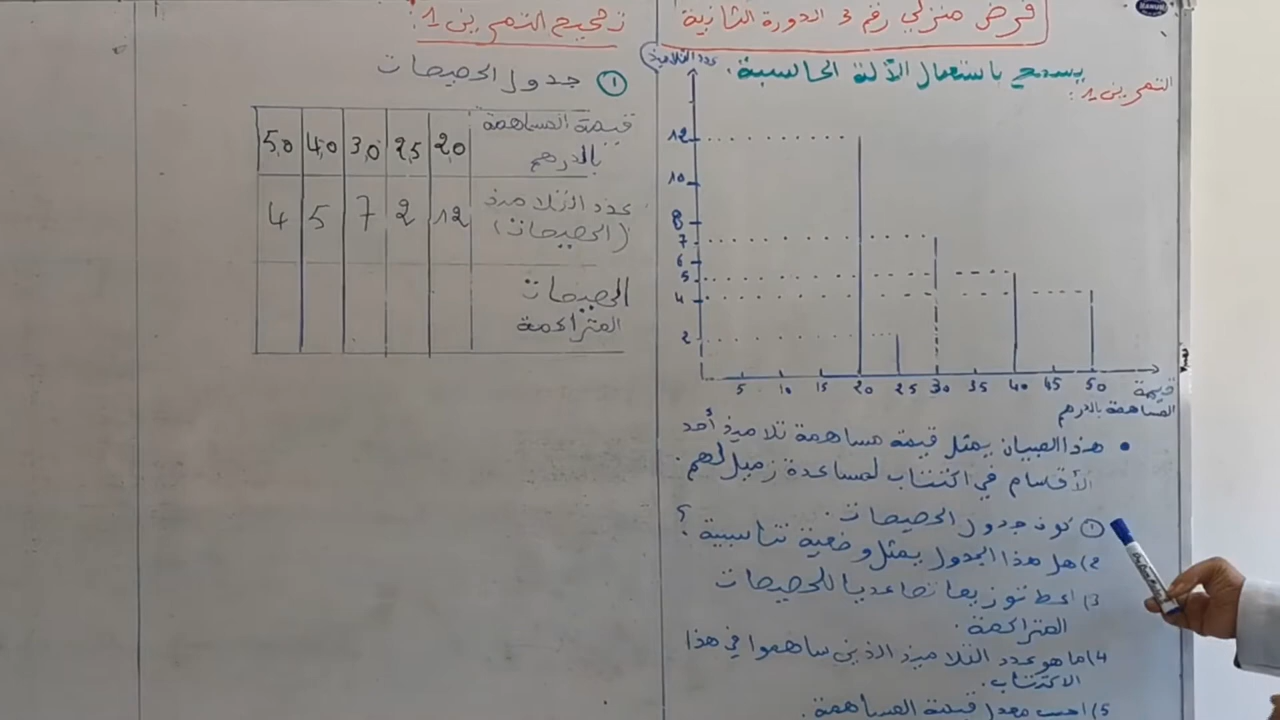 فرض منزلي رقم 3 الدورة الثانية
يسمح باستعمال الآلة الحاسبة.
التمرين 1:
عدد التلاميذ
12
10
8
7
6
5
4
2
5 10 15 20 25 30 35 40 45 50
قيمة
المساهمة بالدرهم
• هذا المبيان يمثل قيمة مساهمة تلاميذ أحد
الأقسام في اكتتاب لمساعدة زميل لهم.
1 كون جدول الحصيصات.
2) هل هذا الجدول يمثل وضعية تناسبية؟
3) اعط توزيعا تصاعديا للحصيصات
المتراكمة.
4) ما هو عدد التلاميذ الذين ساهموا في هذا
الاكتتاب.
5) احسب معدل قيمة المساهمة.
تصحيح التمرين 1:
1 جدول الحصيصات
قيمة المساهمة
بالدرهم
20 25 30 40 50
عدد التلاميذ
(الحصيصات)
12 2 7 5 4
الحصيصات
المتراكمة